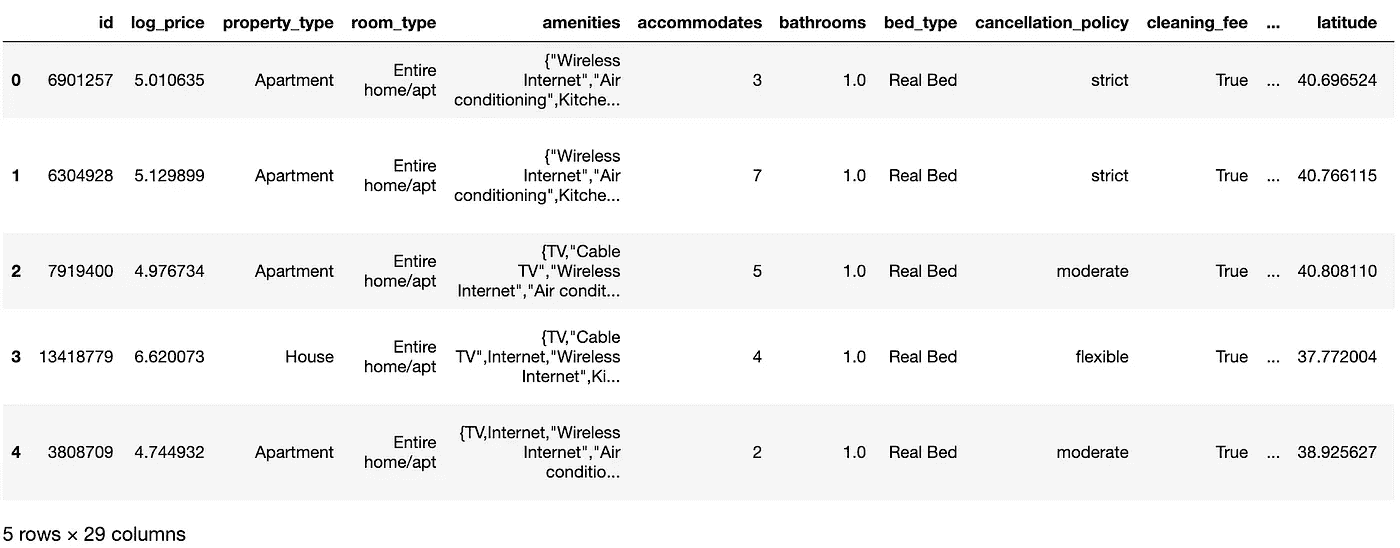 id log_price property_type room_type amenities accommodates bathrooms bed_type cancellation_policy cleaning_fee ... latitude
0 6901257 5.010635 Apartment Entire home/apt {"Wireless Internet","Air conditioning",Kitche... 3 1.0 Real Bed strict True ... 40.696524
1 6304928 5.129899 Apartment Entire home/apt {"Wireless Internet","Air conditioning",Kitche... 7 1.0 Real Bed strict True ... 40.766115
2 7919400 4.976734 Apartment Entire home/apt {TV,"Cable TV","Wireless Internet","Air condit... 5 1.0 Real Bed moderate True ... 40.808110
3 13418779 6.620073 House Entire home/apt {TV,"Cable TV",Internet,"Wireless Internet",Ki... 4 1.0 Real Bed flexible True ... 37.772004
4 3808709 4.744932 Apartment Entire home/apt {TV,Internet,"Wireless Internet","Air conditio... 2 1.0 Real Bed moderate True ... 38.925627
5 rows × 29 columns